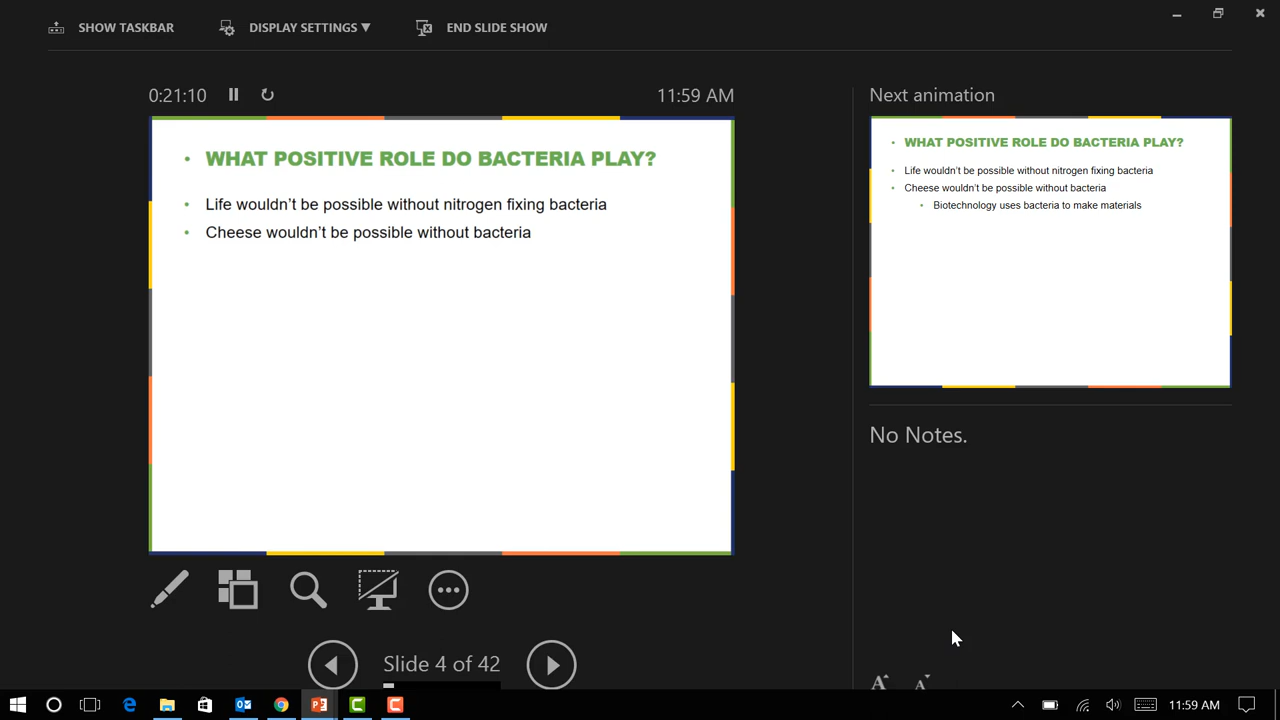 SHOW TASKBAR
DISPLAY SETTINGS ▼
END SLIDE SHOW
0:21:10
11:59 AM
• WHAT POSITIVE ROLE DO BACTERIA PLAY?
• Life wouldn't be possible without nitrogen fixing bacteria
• Cheese wouldn't be possible without bacteria
Slide 4 of 42
Next animation
• WHAT POSITIVE ROLE DO BACTERIA PLAY?
• Life wouldn't be possible without nitrogen fixing bacteria
• Cheese wouldn't be possible without bacteria
• Biotechnology uses bacteria to make materials
No Notes.
A A
11:59 AM